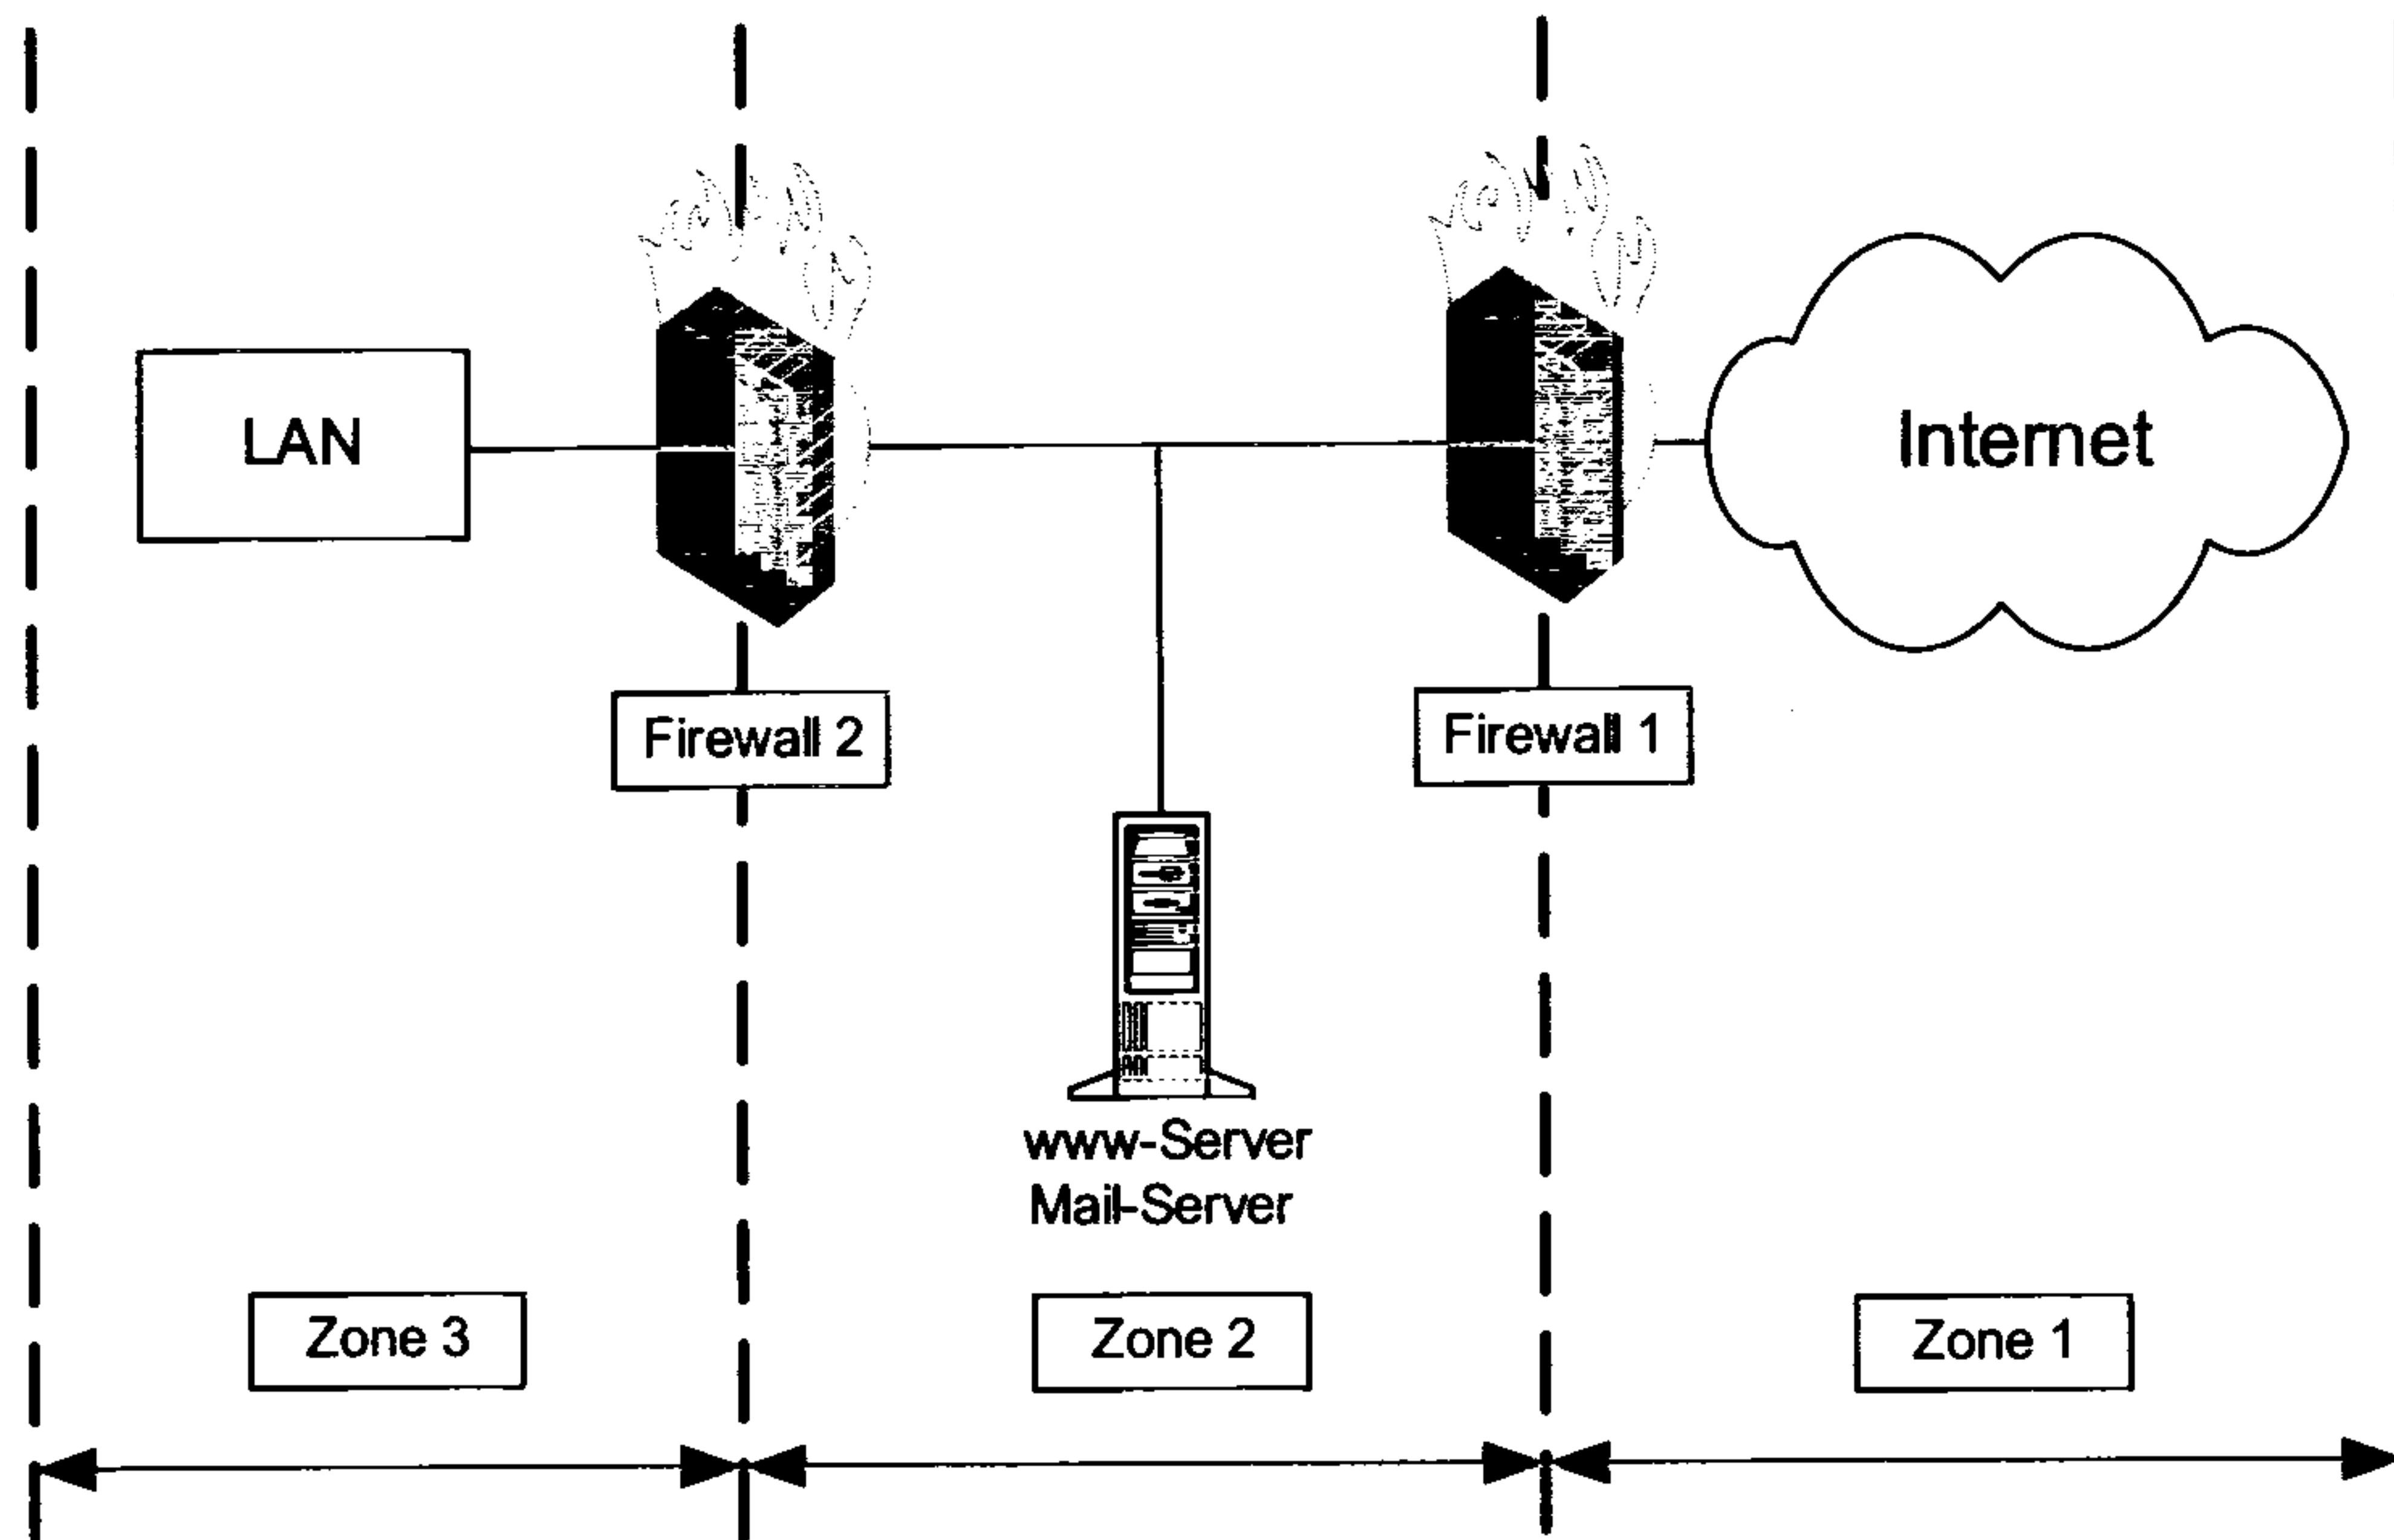 LAN
Internet
Firewall 2
Firewall 1
www-Server
Mail-Server
Zone 3
Zone 2
Zone 1